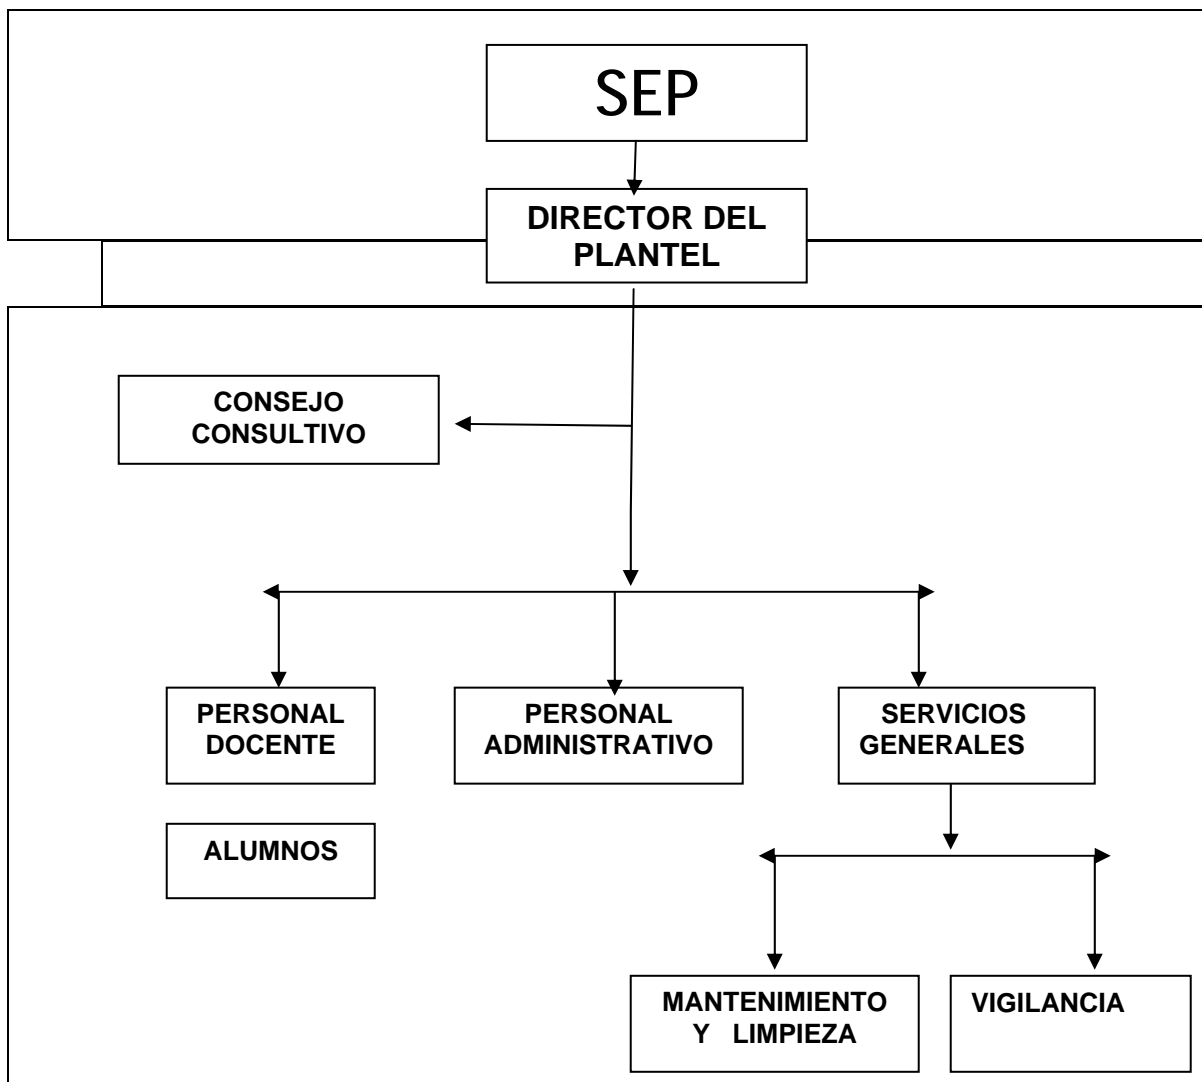 SEP
DIRECTOR DEL
PLANTEL
CONSEJO
CONSULTIVO
PERSONAL
DOCENTE
PERSONAL
ADMINISTRATIVO
SERVICIOS
GENERALES
ALUMNOS
MANTENIMIENTO
Y LIMPIEZA
VIGILANCIA